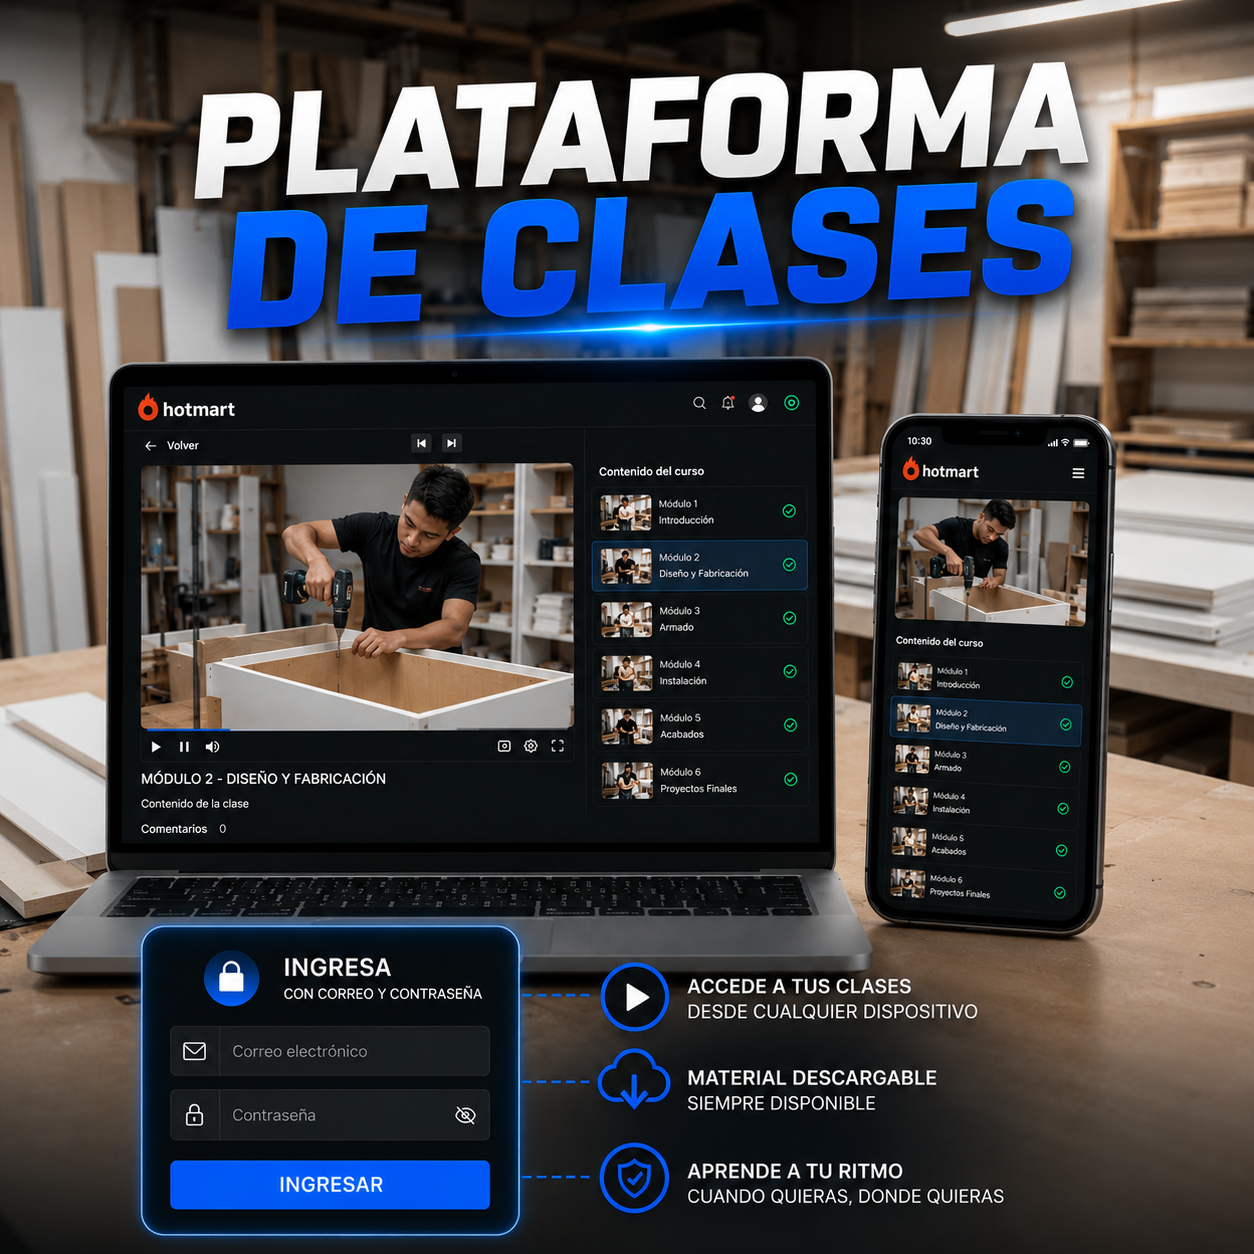 PLATAFORMA
DE CLASES
hotmart
Volver
Contenido del curso
Módulo 1
Introducción
Módulo 2
Diseño y Fabricación
Módulo 3
Armado
Módulo 4
Instalación
Módulo 5
Acabados
Módulo 6
Proyectos Finales
MÓDULO 2 - DISEÑO Y FABRICACIÓN
Contenido de la clase
Comentarios 0
10:30
hotmart
Contenido del curso
Módulo 1
Introducción
Módulo 2
Diseño y Fabricación
Módulo 3
Armado
Módulo 4
Instalación
Módulo 5
Acabados
Módulo 6
Proyectos Finales
INGRESA
CON CORREO Y CONTRASEÑA
Correo electrónico
Contraseña
INGRESAR
ACCEDE A TUS CLASES
DESDE CUALQUIER DISPOSITIVO
MATERIAL DESCARGABLE
SIEMPRE DISPONIBLE
APRENDE A TU RITMO
CUANDO QUIERAS, DONDE QUIERAS